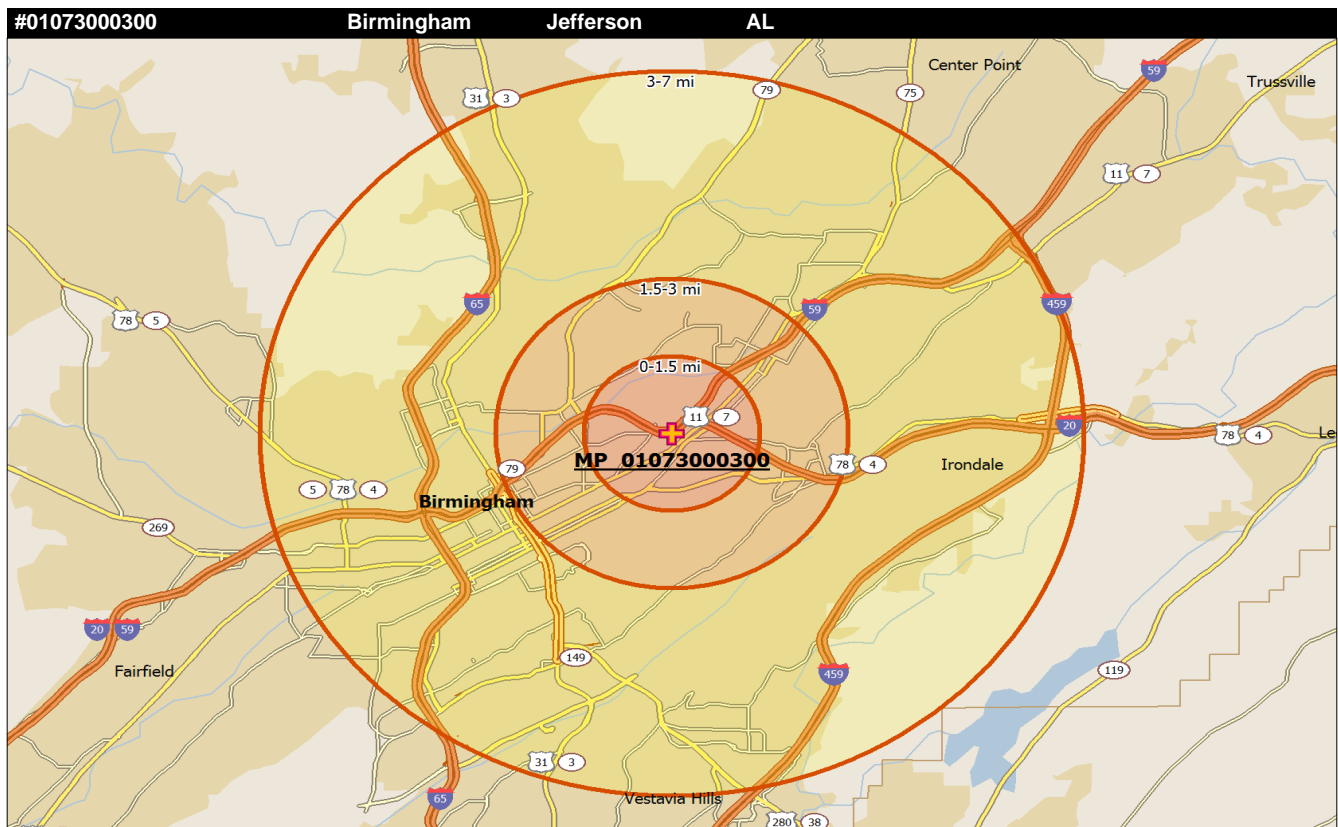 #01073000300 Birmingham Jefferson AL
Center Point
3-7 mi
59
Trussville
79
75
31 3
11 7
1.5-3 mi
65
459
59
78 5
0-1.5 mi
11 7
20
78 4
MP 01073000300
78 4
Irondale
79
5 78 4
Birmingham
269
20 59
149
Fairfield
459
119
31 3
65
Vestavia Hills
280 38